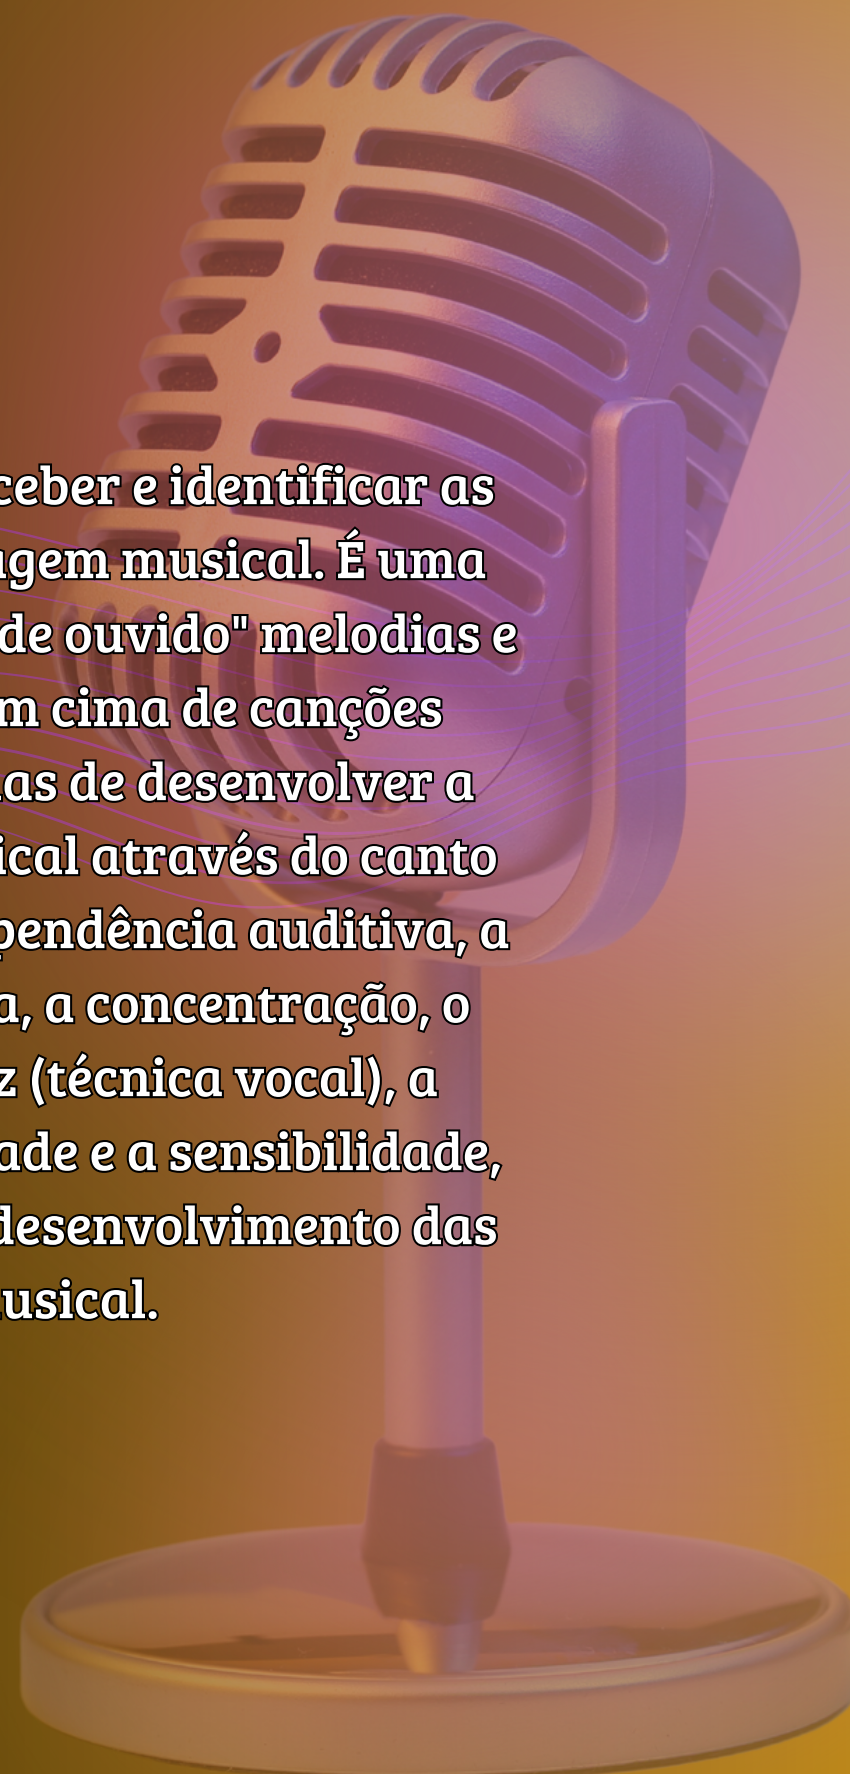 ceber e identificar as
agem musical. É uma
de ouvido" melodias e
m cima de canções
as de desenvolver a
ical através do canto
pendência auditiva, a
a, a concentração, o
z (técnica vocal), a
ade e a sensibilidade,
desenvolvimento das
usical.